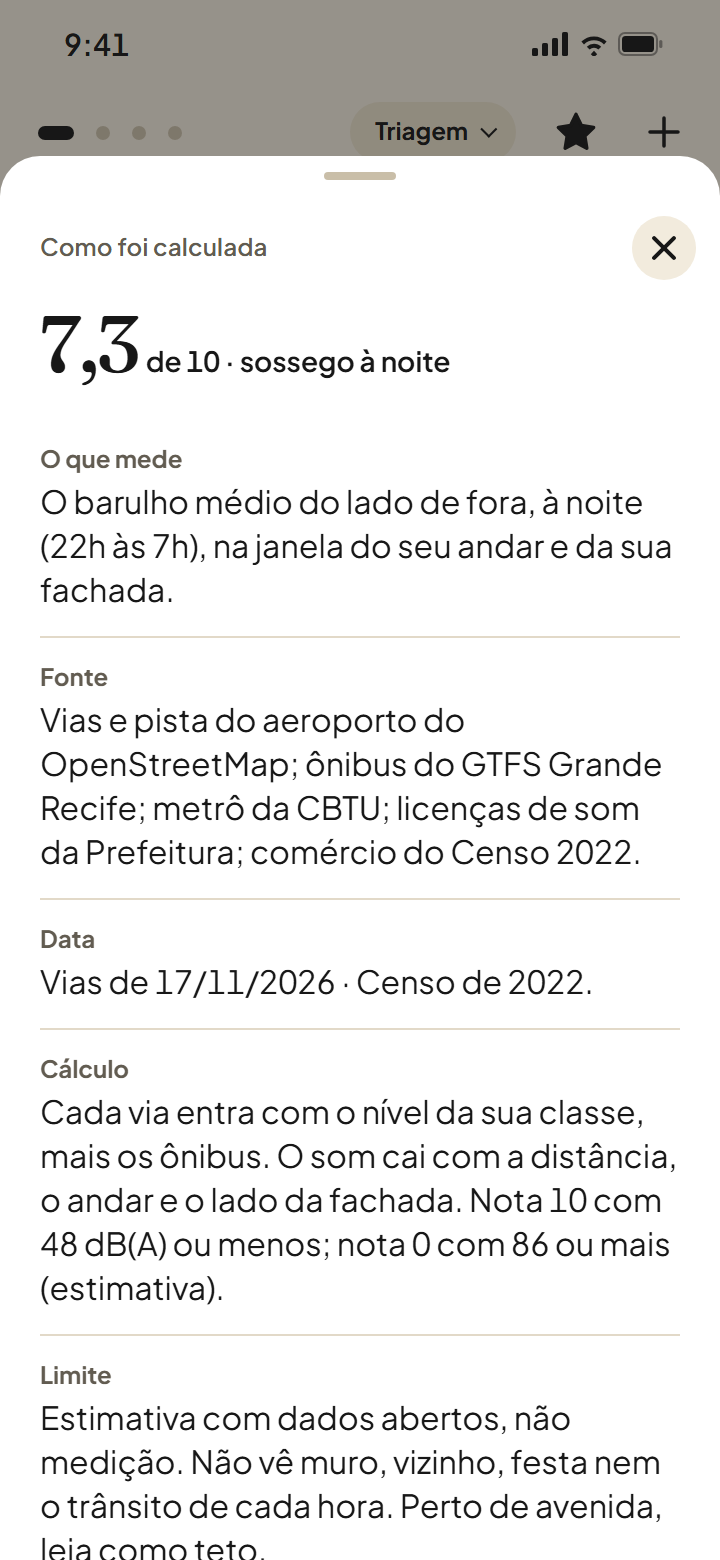 9:41
Triagem
Como foi calculada
7,3 de 10 · sossego à noite
O que mede
O barulho médio do lado de fora, à noite
(22h às 7h), na janela do seu andar e da sua
fachada.
Fonte
Vias e pista do aeroporto do
OpenStreetMap; ônibus do GTFS Grande
Recife; metrô da CBTU; licenças de som
da Prefeitura; comércio do Censo 2022.
Data
Vias de 17/11/2026 · Censo de 2022.
Cálculo
Cada via entra com o nível da sua classe,
mais os ônibus. O som cai com a distância,
o andar e o lado da fachada. Nota 10 com
48 dB(A) ou menos; nota 0 com 86 ou mais
(estimativa).
Limite
Estimativa com dados abertos, não
medição. Não vê muro, vizinho, festa nem
o trânsito de cada hora. Perto de avenida,
leia como teto.